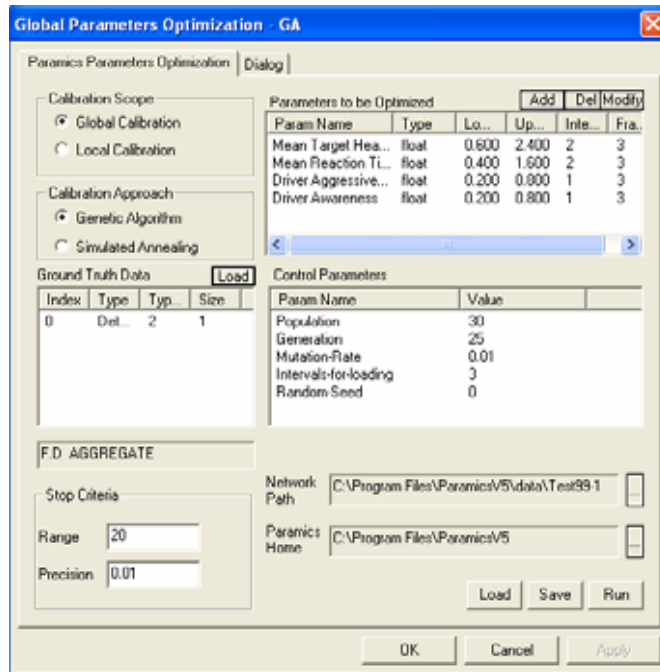 Global Parameters Optimization - GA
Paramics Parameters Optimization Dialog
Calibration Scope
Global Calibration
Local Calibration
Calibration Approach
Genetic Algorithm
Simulated Annealing
Parameters to be Optimized Add Del Modify
Param Name Type Lo... Up... Inte... Fra..
Mean Target Hea... float 0.600 2.400 2 3
Mean Reaction Ti... float 0.400 1.600 2 3
Driver Aggressive... float 0.200 0.800 1 3
Driver Awareness float 0.200 0.800 1 3
Ground Truth Data Load
Index Type Typ... Size
0 Det... 2 1
Control Parameters
Param Name Value
Population 30
Generation 25
Mutation-Rate 0.01
Intervals-for-loading 3
Random-Seed 0
F.D AGGREGATE
Stop Criteria
Range 20
Precision 0.01
Network Path C:\Program Files\ParamicsV5\data\Test99-1 ...
Paramics Home C:\Program Files\ParamicsV5 ...
Load Save Run
OK Cancel Apply